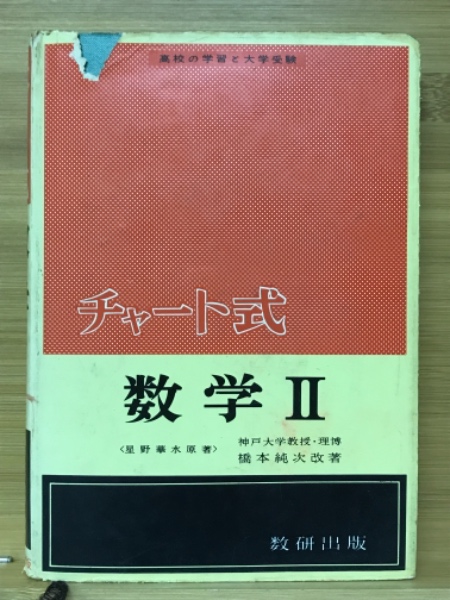 高校の学習と大学受験
チャート式
数学Ⅱ
〈星野華水原著〉
神戸大学教授・理博
橋本純次改著
数研出版